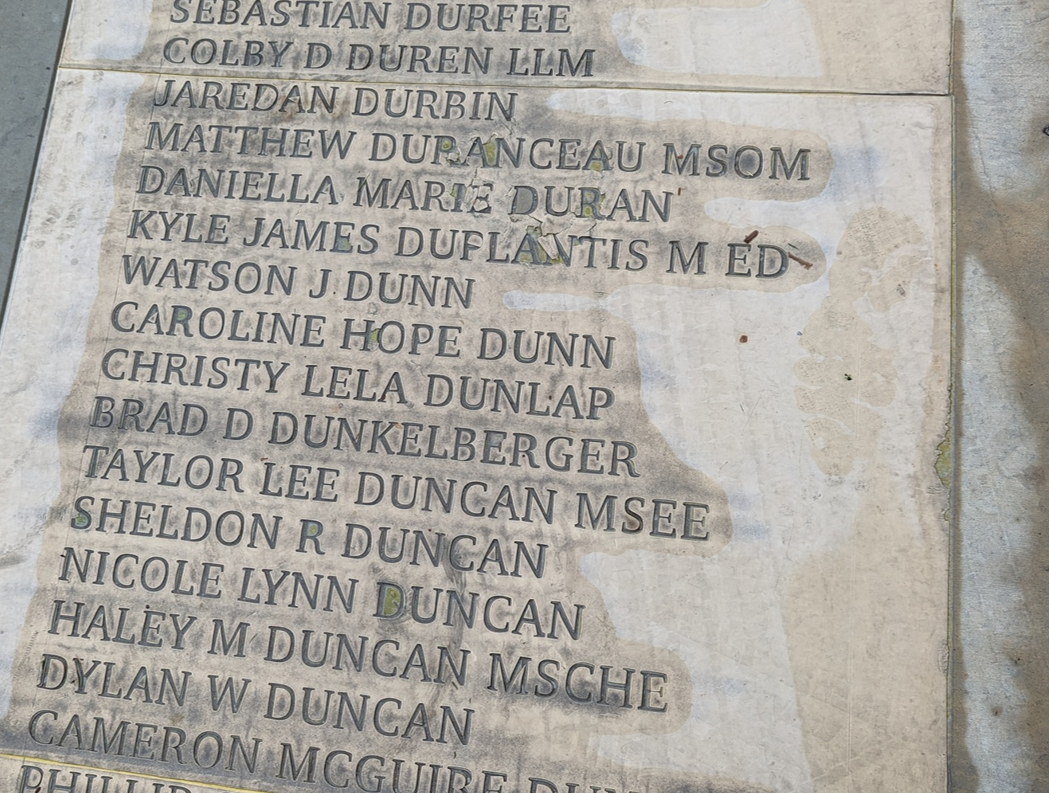 SEBASTIAN DURFEE
COLBY D DUREN LLM
JAREDAN DURBIN
MATTHEW DURANCEAU MSOM
DANIELLA MARIE DURAN
KYLE JAMES DUPLANTIS M ED
WATSON J DUNN
CAROLINE HOPE DUNN
CHRISTY LELA DUNLAP
BRAD D DUNKELBERGER
TAYLOR LEE DUNCAN MSEE
SHELDON R DUNCAN
NICOLE LYNN DUNCAN
HALEY M DUNCAN MSCHE
DYLAN W DUNCAN
CAMERON MCGUIRE
PHILLIP